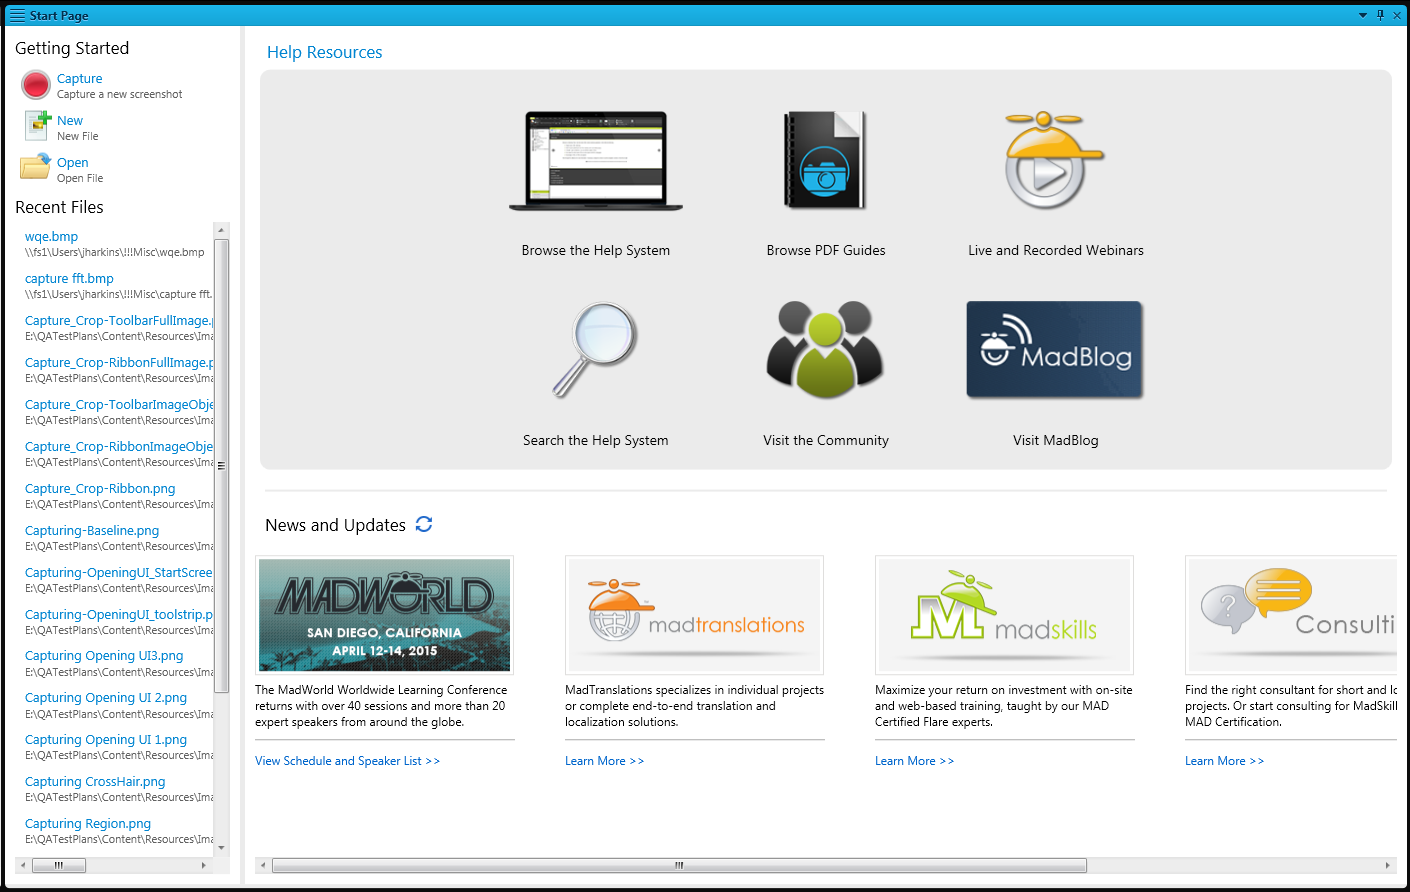 Start Page
Getting Started
Capture
Capture a new screenshot
New
New File
Open
Open File
Recent Files
wqe.bmp
\\fs1\Users\jharkins\!!!Misc\wqe.bmp
capture fft.bmp
\\fs1\Users\jharkins\!!!Misc\capture fft.
Capture_Crop-ToolbarFullImage.p
E:\QATestPlans\Content\Resources\Ima
Capture_Crop-RibbonFullImage.p
E:\QATestPlans\Content\Resources\Ima
Capture_Crop-ToolbarImageObje
E:\QATestPlans\Content\Resources\Ima
Capture_Crop-RibbonImageObje
E:\QATestPlans\Content\Resources\Ima
Capture_Crop-Ribbon.png
E:\QATestPlans\Content\Resources\Ima
Capturing-Baseline.png
E:\QATestPlans\Content\Resources\Ima
Capturing-OpeningUI_StartScree
E:\QATestPlans\Content\Resources\Ima
Capturing-OpeningUI_toolstrip.p
E:\QATestPlans\Content\Resources\Ima
Capturing Opening UI3.png
E:\QATestPlans\Content\Resources\Ima
Capturing Opening UI 2.png
E:\QATestPlans\Content\Resources\Ima
Capturing Opening UI 1.png
E:\QATestPlans\Content\Resources\Ima
Capturing CrossHair.png
E:\QATestPlans\Content\Resources\Ima
Capturing Region.png
E:\QATestPlans\Content\Resources\Ima
Help Resources
Browse the Help System
Browse PDF Guides
Live and Recorded Webinars
MadBlog
Search the Help System
Visit the Community
Visit MadBlog
News and Updates
MADWORLD
SAN DIEGO, CALIFORNIA
APRIL 12-14, 2015
The MadWorld Worldwide Learning Conference
returns with over 40 sessions and more than 20
expert speakers from around the globe.
View Schedule and Speaker List >>
madtranslations
MadTranslations specializes in individual projects
or complete end-to-end translation and
localization solutions.
Learn More >>
M madskills
Maximize your return on investment with on-site
and web-based training, taught by our MAD
Certified Flare experts.
Learn More >>
? Consulti
Find the right consultant for short and lo
projects. Or start consulting for MadSkill
MAD Certification.
Learn More >>